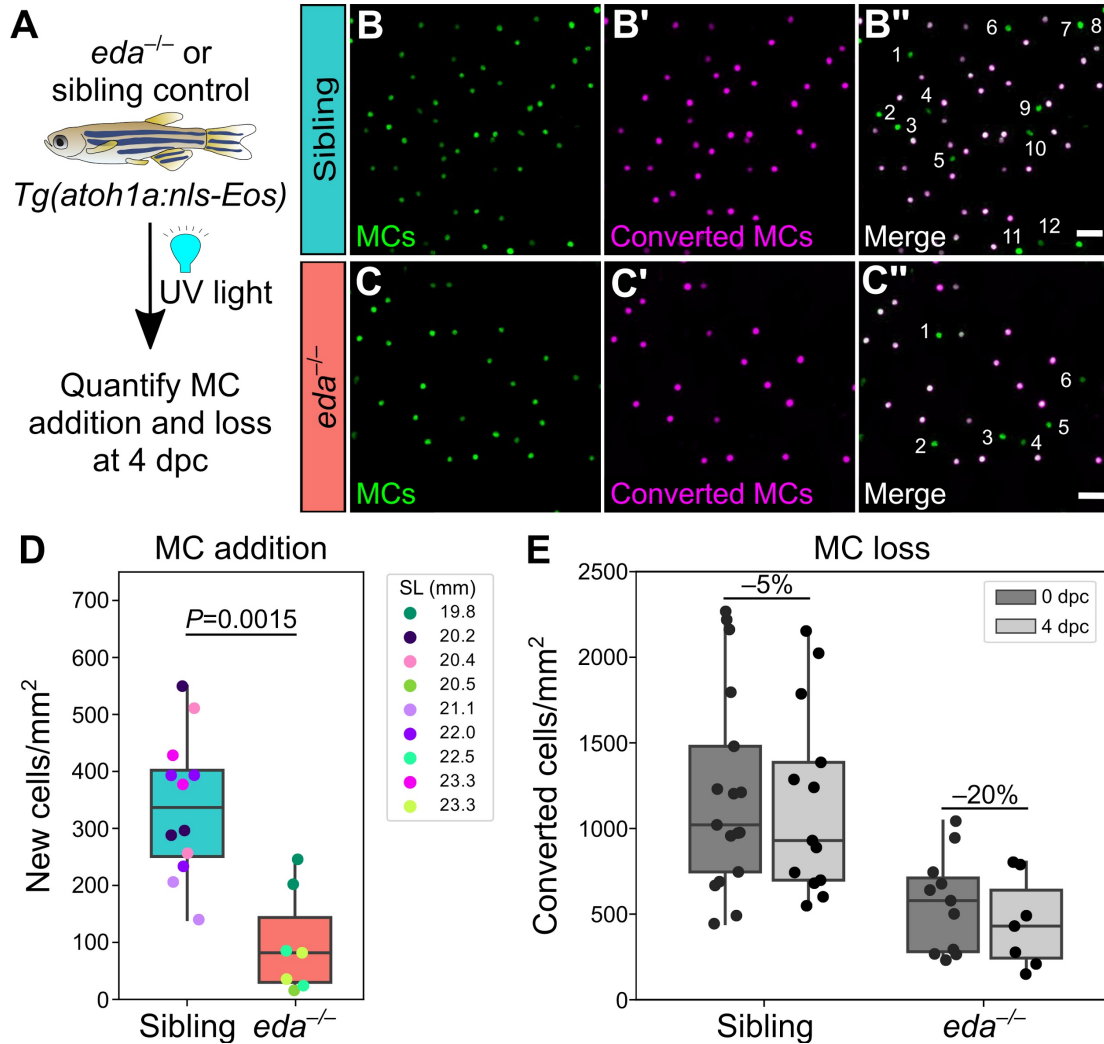 A
eda–/– or
sibling control
Tg(atoh1a:nls-Eos)
UV light
Quantify MC
addition and loss
at 4 dpc
Sibling
B
MCs
B'
Converted MCs
B"
1
2
3
4
5
6
7
8
9
10
11
12
Merge
eda–/–
C
MCs
C'
Converted MCs
C"
1
2
3
4
5
6
Merge
D
MC addition
New cells/mm²
700
600
500
400
300
200
100
0
P=0.0015
Sibling
eda–/–
SL (mm)
19.8
20.2
20.4
20.5
21.1
22.0
22.5
23.3
23.3
E
MC loss
Converted cells/mm²
2500
2000
1500
1000
500
0
–5%
–20%
0 dpc
4 dpc
Sibling
eda–/–